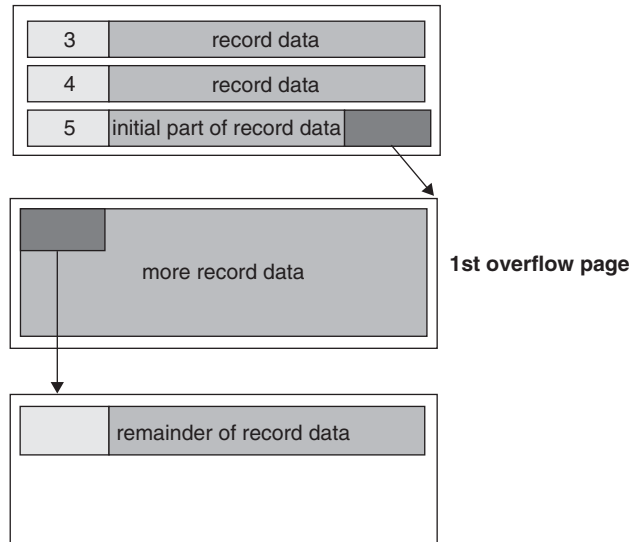 3 record data
4 record data
5 initial part of record data
more record data
1st overflow page
remainder of record data